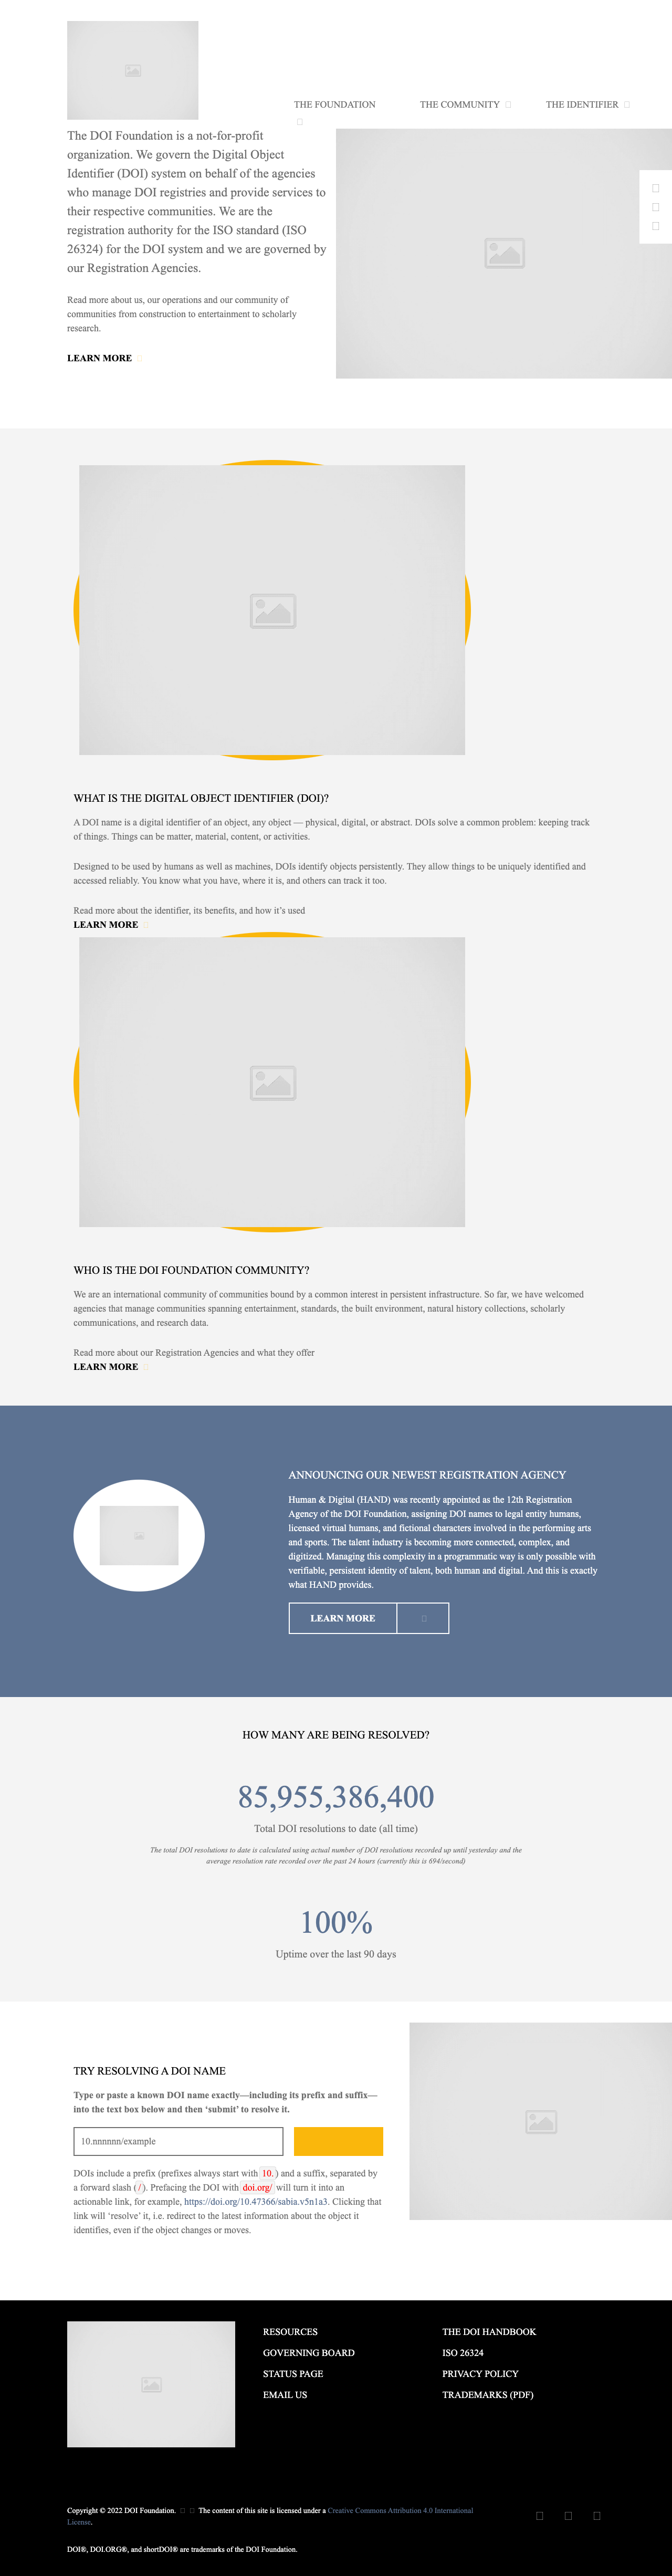 THE FOUNDATION
THE COMMUNITY
THE IDENTIFIER
The DOI Foundation is a not-for-profit
organization. We govern the Digital Object
Identifier (DOI) system on behalf of the agencies
who manage DOI registries and provide services to
their respective communities. We are the
registration authority for the ISO standard (ISO
26324) for the DOI system and we are governed by
our Registration Agencies.
Read more about us, our operations and our community of
communities from construction to entertainment to scholarly
research.
LEARN MORE
WHAT IS THE DIGITAL OBJECT IDENTIFIER (DOI)?
A DOI name is a digital identifier of an object, any object — physical, digital, or abstract. DOIs solve a common problem: keeping track
of things. Things can be matter, material, content, or activities.
Designed to be used by humans as well as machines, DOIs identify objects persistently. They allow things to be uniquely identified and
accessed reliably. You know what you have, where it is, and others can track it too.
Read more about the identifier, its benefits, and how it’s used
LEARN MORE
WHO IS THE DOI FOUNDATION COMMUNITY?
We are an international community of communities bound by a common interest in persistent infrastructure. So far, we have welcomed
agencies that manage communities spanning entertainment, standards, the built environment, natural history collections, scholarly
communications, and research data.
Read more about our Registration Agencies and what they offer
LEARN MORE
ANNOUNCING OUR NEWEST REGISTRATION AGENCY
Human & Digital (HAND) was recently appointed as the 12th Registration
Agency of the DOI Foundation, assigning DOI names to legal entity humans,
licensed virtual humans, and fictional characters involved in the performing arts
and sports. The talent industry is becoming more connected, complex, and
digitized. Managing this complexity in a programmatic way is only possible with
verifiable, persistent identity of talent, both human and digital. And this is exactly
what HAND provides.
LEARN MORE
HOW MANY ARE BEING RESOLVED?
85,955,386,400
Total DOI resolutions to date (all time)
The total DOI resolutions to date is calculated using actual number of DOI resolutions recorded up until yesterday and the
average resolution rate recorded over the past 24 hours (currently this is 694/second)
100%
Uptime over the last 90 days
TRY RESOLVING A DOI NAME
Type or paste a known DOI name exactly—including its prefix and suffix—
into the text box below and then ‘submit’ to resolve it.
10.nnnnnn/example
DOIs include a prefix (prefixes always start with 10. ) and a suffix, separated by
a forward slash ( / ). Prefacing the DOI with doi.org/ will turn it into an
actionable link, for example, https://doi.org/10.47366/sabia.v5n1a3. Clicking that
link will ‘resolve’ it, i.e. redirect to the latest information about the object it
identifies, even if the object changes or moves.
RESOURCES
GOVERNING BOARD
STATUS PAGE
EMAIL US
THE DOI HANDBOOK
ISO 26324
PRIVACY POLICY
TRADEMARKS (PDF)
Copyright © 2022 DOI Foundation. The content of this site is licensed under a Creative Commons Attribution 4.0 International
License.
DOI®, DOI.ORG®, and shortDOI® are trademarks of the DOI Foundation.